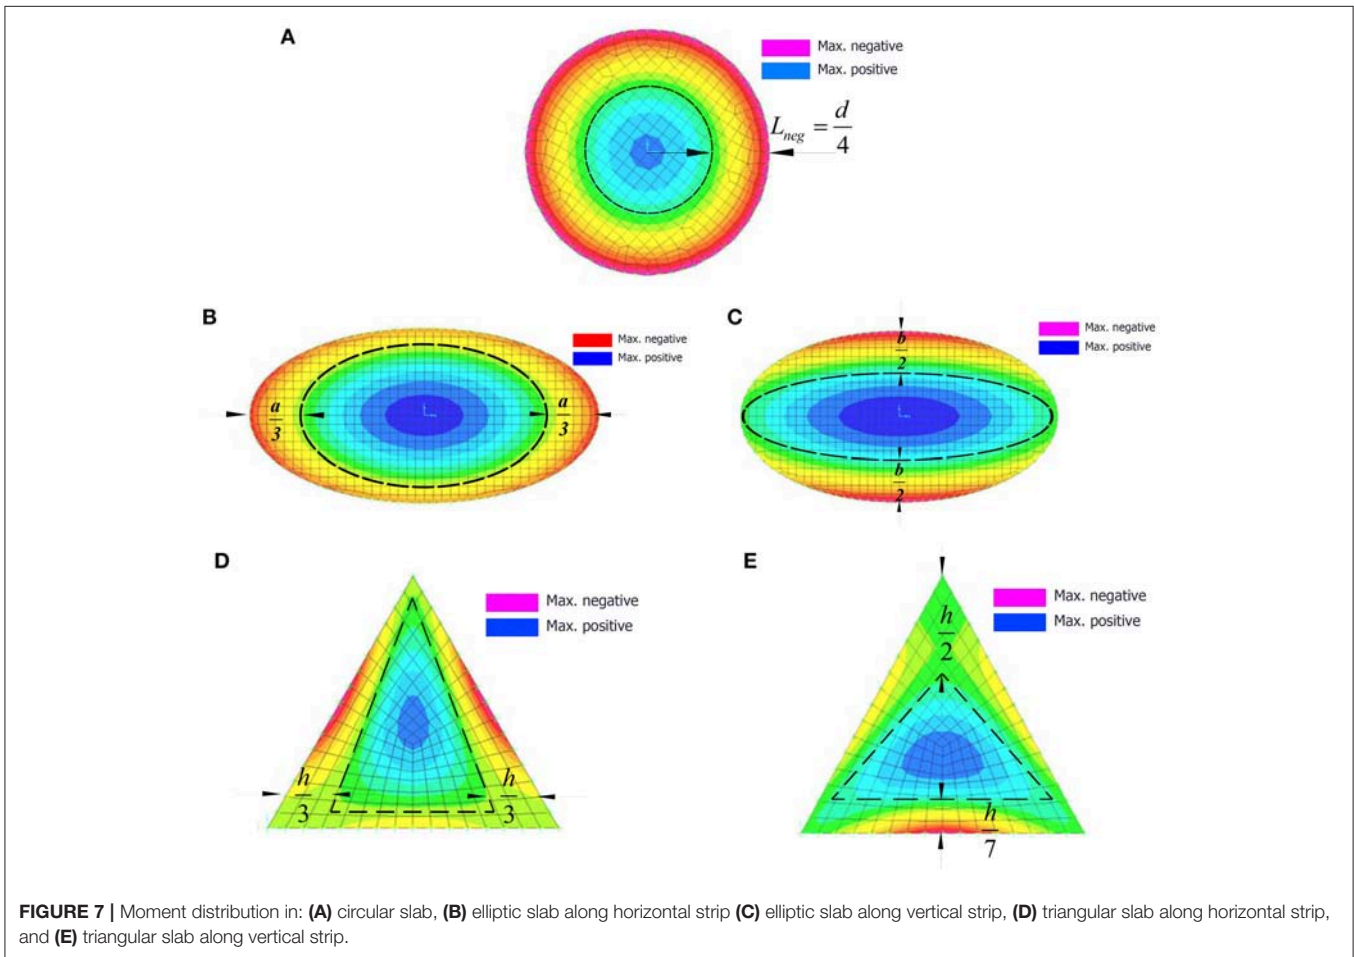 A
Max. negative
Max. positive
L_neg = d/4
B
Max. negative
Max. positive
a/3
a/3
C
Max. negative
Max. positive
b/2
b/2
D
Max. negative
Max. positive
h/3
h/3
E
Max. negative
Max. positive
h/2
h/7
FIGURE 7 | Moment distribution in: (A) circular slab, (B) elliptic slab along horizontal strip (C) elliptic slab along vertical strip, (D) triangular slab along horizontal strip,
and (E) triangular slab along vertical strip.